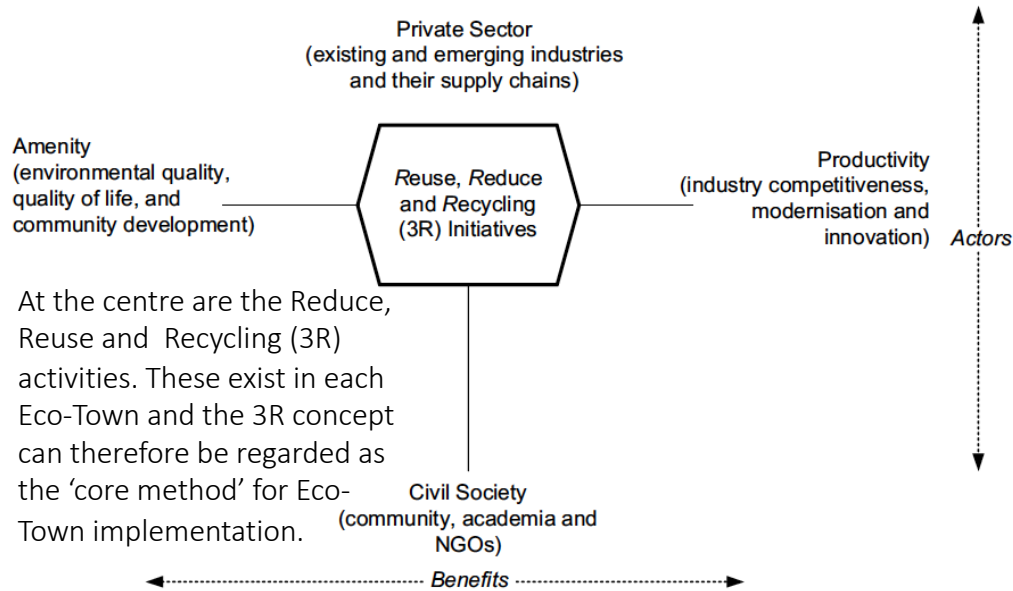 Private Sector
(existing and emerging industries
and their supply chains)
Amenity
(environmental quality,
quality of life, and
community development)
Reuse, Reduce
and Recycling
(3R) Initiatives
Productivity
(industry competitiveness,
modernisation and
innovation)
Actors
At the centre are the Reduce,
Reuse and  Recycling (3R)
activities. These exist in each
Eco-Town and the 3R concept
can therefore be regarded as
the ‘core method’ for Eco-
Town implementation.
Civil Society
(community, academia and
NGOs)
Benefits